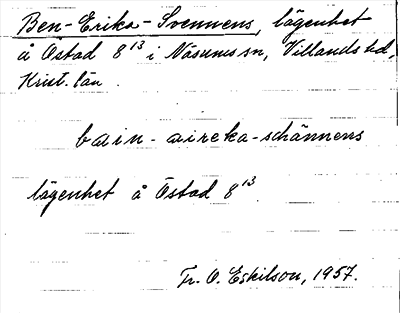 Ben-Erika-Svennens, lägenhet
å Östad 8¹³ i Näsums sn, Villands hd,
Krist. län.
bain-aireka-schännens
lägenhet å Östad 8¹³
Fr. O. Eskilson, 1957.